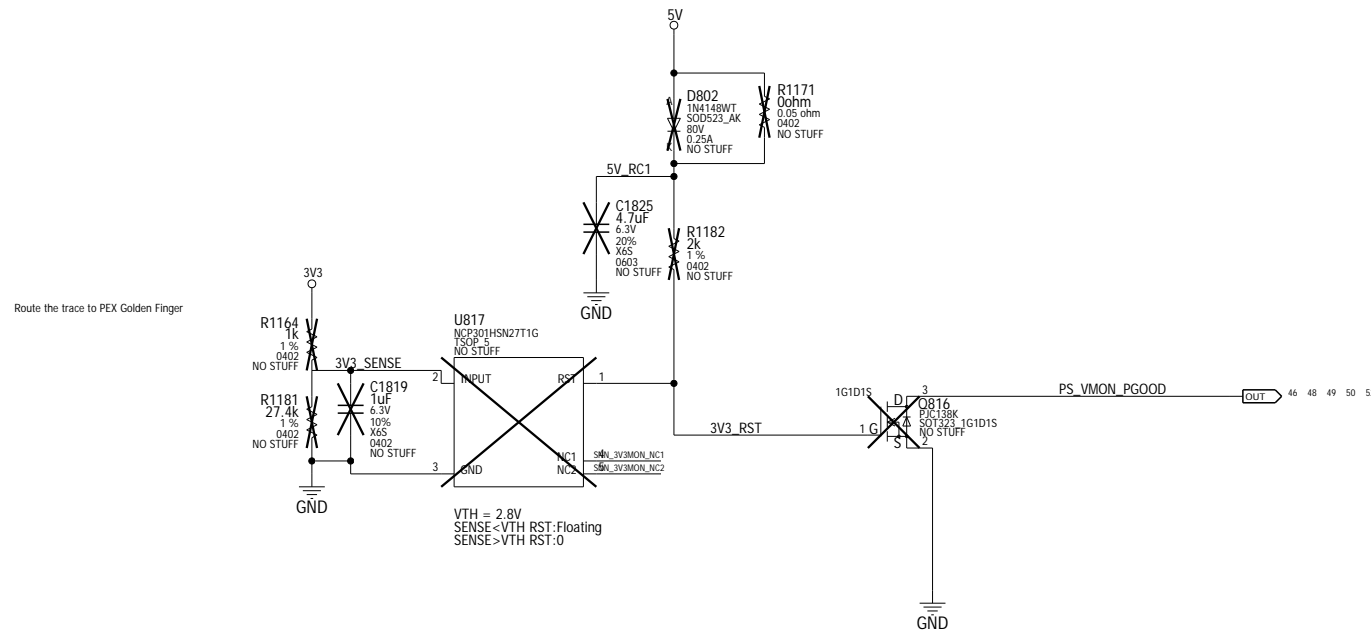 5V
D802
1N4148WT
SOD523_AK
80V
0.25A
NO STUFF
A
K
R1171
0ohm
0.05 ohm
0402
NO STUFF
5V_RC1
C1825
4.7uF
6.3V
20%
X6S
0603
NO STUFF
R1182
2k
1 %
0402
NO STUFF
GND
3V3
Route the trace to PEX Golden Finger
R1164
1k
1 %
0402
NO STUFF
3V3_SENSE
R1181
27.4k
1 %
0402
NO STUFF
C1819
1uF
6.3V
10%
X6S
0402
NO STUFF
GND
U817
NCP301HSN27T1G
TSOP_5
NO STUFF
2 INPUT
RST 1
3 GND
NC1 4 SNN_3V3MON_NC1
NC2 5 SNN_3V3MON_NC2
VTH = 2.8V
SENSE<VTH RST:Floating
SENSE>VTH RST:0
3V3_RST
1G1D1S
1 G
D 3
S 2
Q816
PJC138K
SOT323_1G1D1S
NO STUFF
PS_VMON_PGOOD
OUT 46 48 49 50
GND